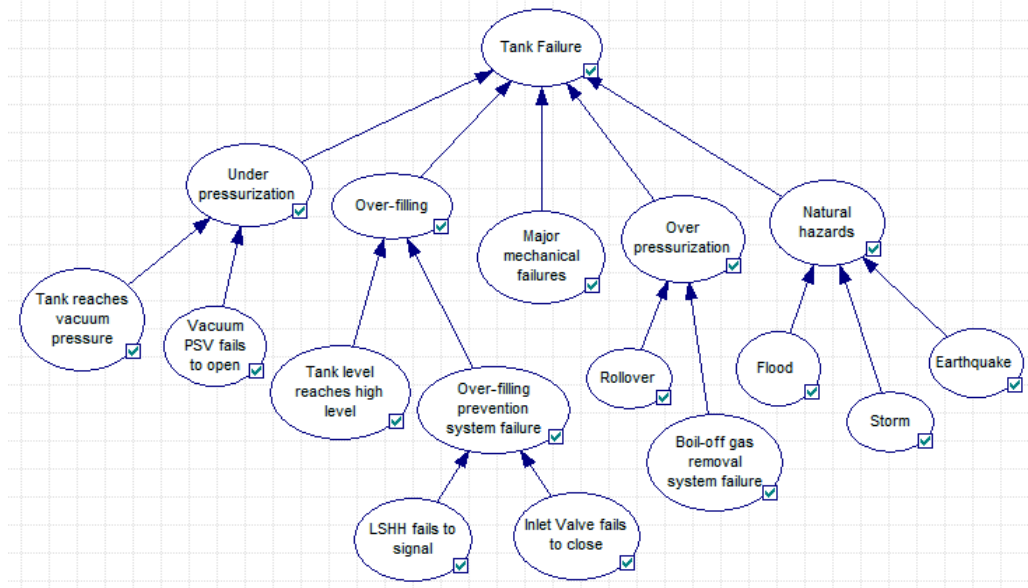 Tank Failure
Under
pressurization
Over-filling
Major
mechanical
failures
Over
pressurization
Natural
hazards
Tank reaches
vacuum
pressure
Vacuum
PSV fails
to open
Tank level
reaches high
level
Over-filling
prevention
system failure
Rollover
Boil-off gas
removal
system failure
Flood
Storm
Earthquake
LSHH fails to
signal
Inlet Valve fails
to close